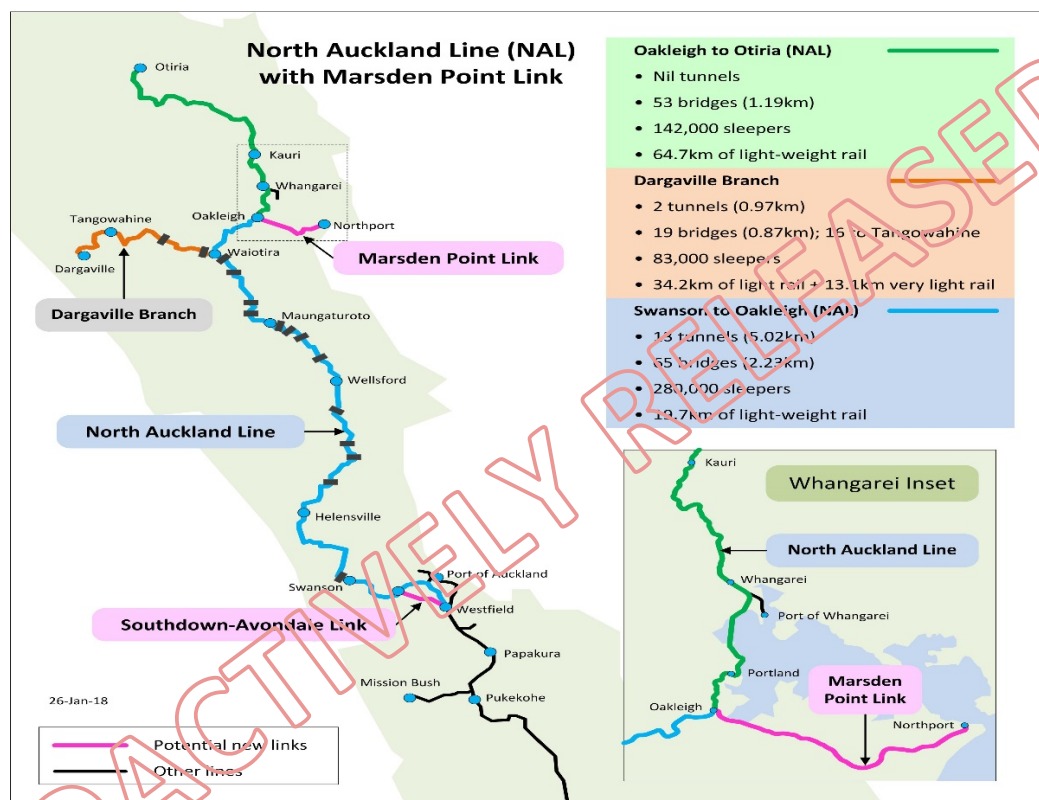 North Auckland Line (NAL)
with Marsden Point Link
Otiria
Kauri
Whangarei
Oakleigh
Northport
Tangowahine
Waiotira
Dargaville
Marsden Point Link
Dargaville Branch
Maungaturoto
Wellsford
North Auckland Line
Helensville
Swanson
Port of Auckland
Westfield
Southdown-Avondale Link
Papakura
Mission Bush
Pukekohe
26-Jan-18
Potential new links
Other lines
Oakleigh to Otiria (NAL)
• Nil tunnels
• 53 bridges (1.19km)
• 142,000 sleepers
• 64.7km of light-weight rail
Dargaville Branch
• 2 tunnels (0.97km)
• 19 bridges (0.87km); to Tangowahine
• 83,000 sleepers
• 34.2km of light rail + 13.1km very light rail
Swanson to Oakleigh (NAL)
• 13 tunnels (5.02km)
• 65 bridges (2.23km)
• 280,000 sleepers
• 19.7km of light-weight rail
Whangarei Inset
Kauri
North Auckland Line
Whangarei
Port of Whangarei
Portland
Marsden
Point Link
Oakleigh
Northport
ACTIVELY RELEASED